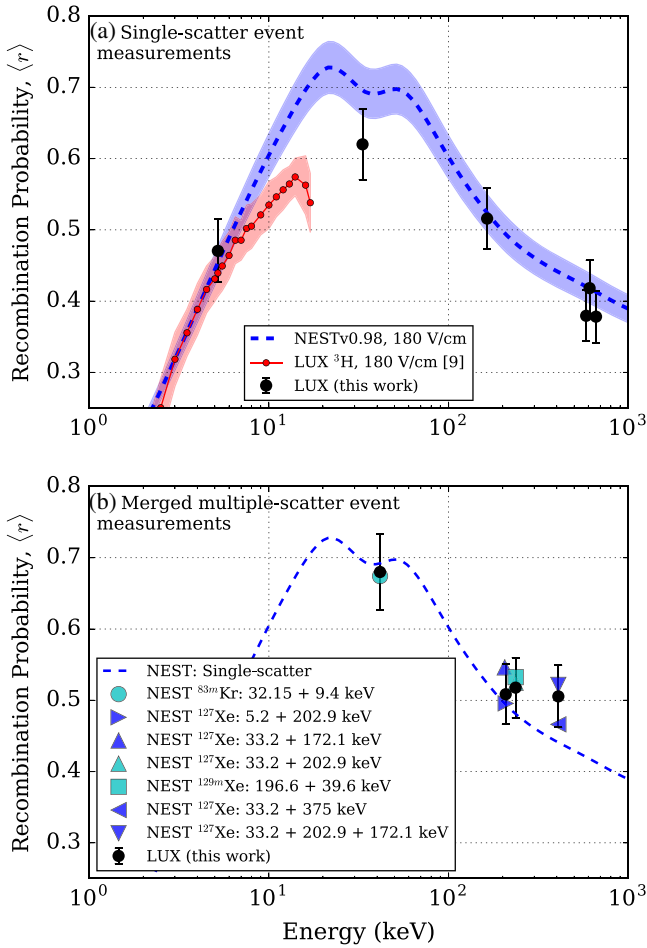 0.8
(a) Single-scatter event
measurements
0.7
0.6
0.5
0.4
0.3
Recombination Probability, ⟨r⟩
NESTv0.98, 180 V/cm
LUX ³H, 180 V/cm [9]
LUX (this work)
10⁰ 10¹ 10² 10³
0.8
(b) Merged multiple-scatter event
measurements
0.7
0.6
0.5
0.4
0.3
Recombination Probability, ⟨r⟩
NEST: Single-scatter
NEST ⁸³ᵐKr: 32.15 + 9.4 keV
NEST ¹²⁷Xe: 5.2 + 202.9 keV
NEST ¹²⁷Xe: 33.2 + 172.1 keV
NEST ¹²⁷Xe: 33.2 + 202.9 keV
NEST ¹²⁹ᵐXe: 196.6 + 39.6 keV
NEST ¹²⁷Xe: 33.2 + 375 keV
NEST ¹²⁷Xe: 33.2 + 202.9 + 172.1 keV
LUX (this work)
10⁰ 10¹ 10² 10³
Energy (keV)